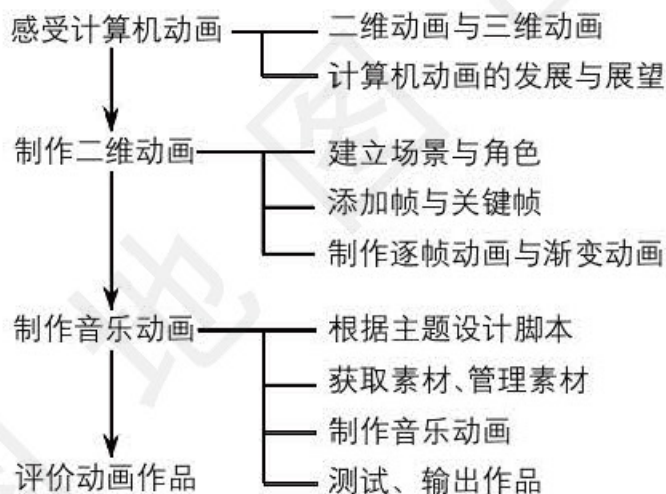 感受计算机动画
二维动画与三维动画
计算机动画的发展与展望
制作二维动画
建立场景与角色
添加帧与关键帧
制作逐帧动画与渐变动画
制作音乐动画
根据主题设计脚本
获取素材、管理素材
制作音乐动画
测试、输出作品
评价动画作品